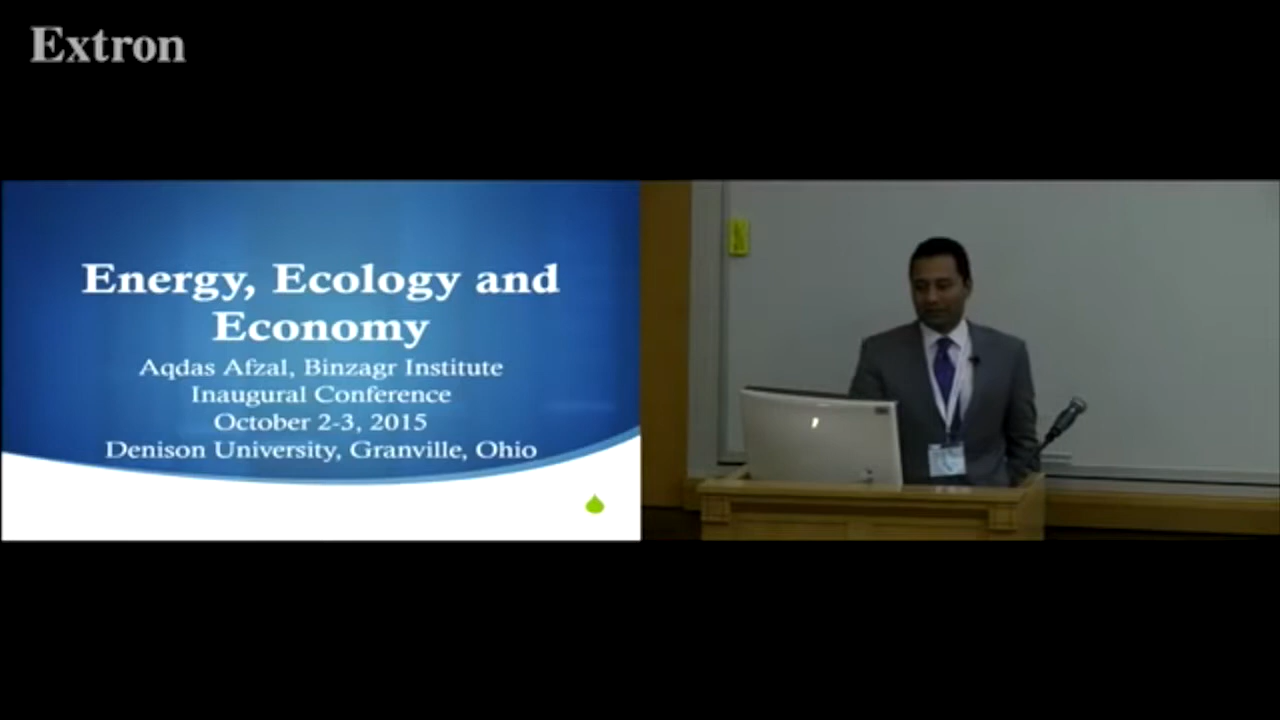 Extron
Energy, Ecology and
Economy
Aqdas Afzal, Binzagr Institute
Inaugural Conference
October 2-3, 2015
Denison University, Granville, Ohio